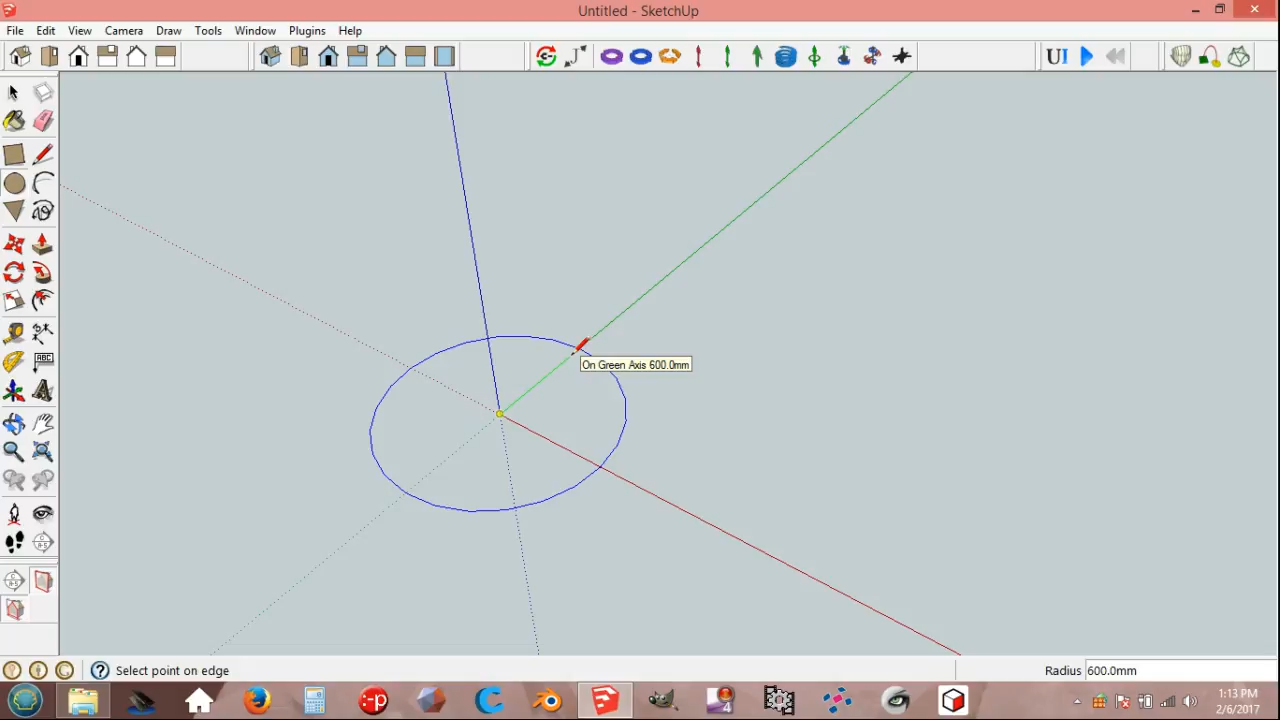 Untitled - SketchUp
File Edit View Camera Draw Tools Window Plugins Help
UI
ABC
On Green Axis 600.0mm
Select point on edge
Radius 600.0mm
1:13 PM
2/6/2017